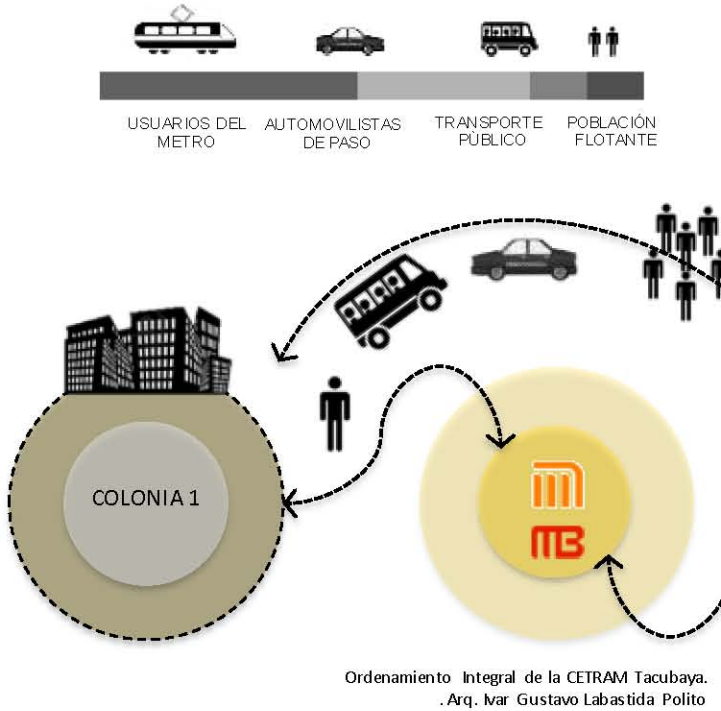 USUARIOS DEL
METRO
AUTOMOVILISTAS
DE PASO
TRANSPORTE
PÙBLICO
POBLACIÓN
FLOTANTE
COLONIA 1
MB
Ordenamiento Integral de la CETRAM Tacubaya.
. Arq. Ivar Gustavo Labastida Polito